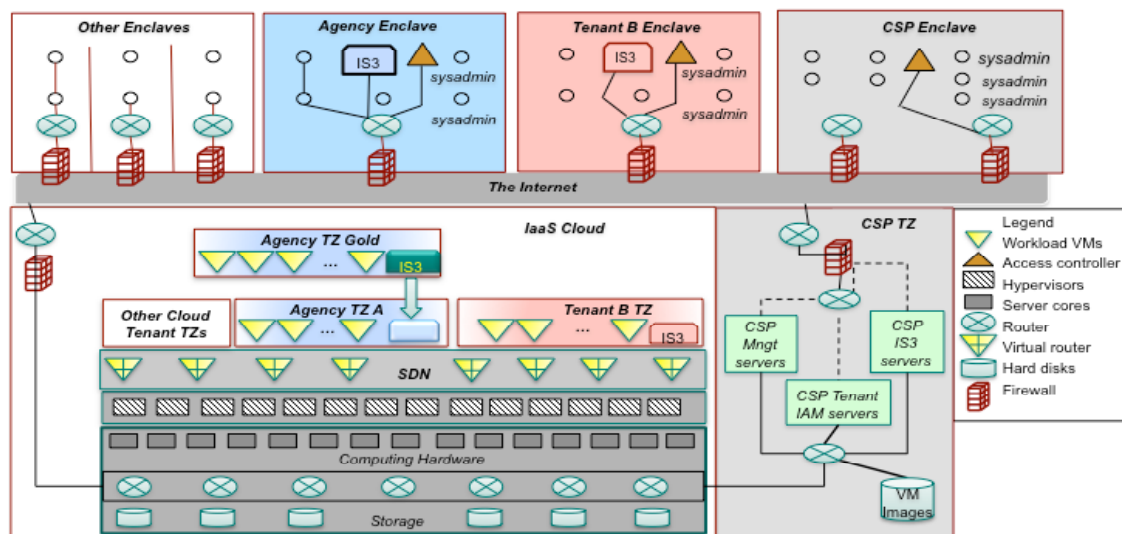 Other Enclaves
Agency Enclave
IS3
sysadmin
sysadmin
Tenant B Enclave
IS3
sysadmin
sysadmin
CSP Enclave
sysadmin
sysadmin
sysadmin
The Internet
IaaS Cloud
Agency TZ Gold
...
IS3
Other Cloud
Tenant TZs
Agency TZ A
...
Tenant B TZ
...
IS3
SDN
Computing Hardware
Storage
CSP TZ
CSP
Mngt
servers
CSP
IS3
servers
CSP Tenant
IAM servers
VM
Images
Legend
Workload VMs
Access controller
Hypervisors
Server cores
Router
Virtual router
Hard disks
Firewall